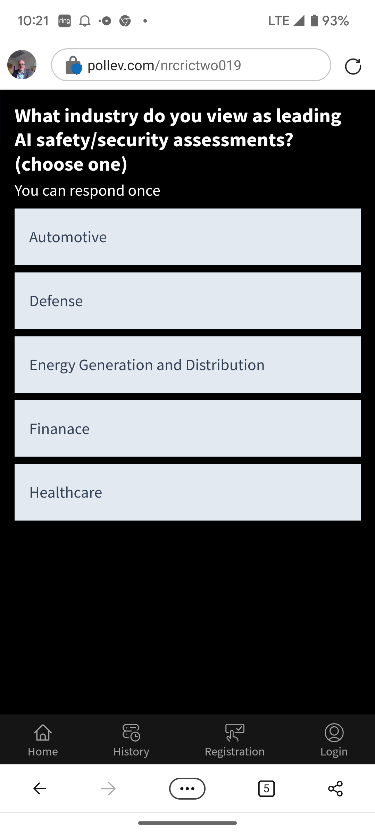 10:21 ring LTE 93%
pollev.com/nrcrictwo019
What industry do you view as leading
AI safety/security assessments?
(choose one)
You can respond once
Automotive
Defense
Energy Generation and Distribution
Finanace
Healthcare
Home History Registration Login
5